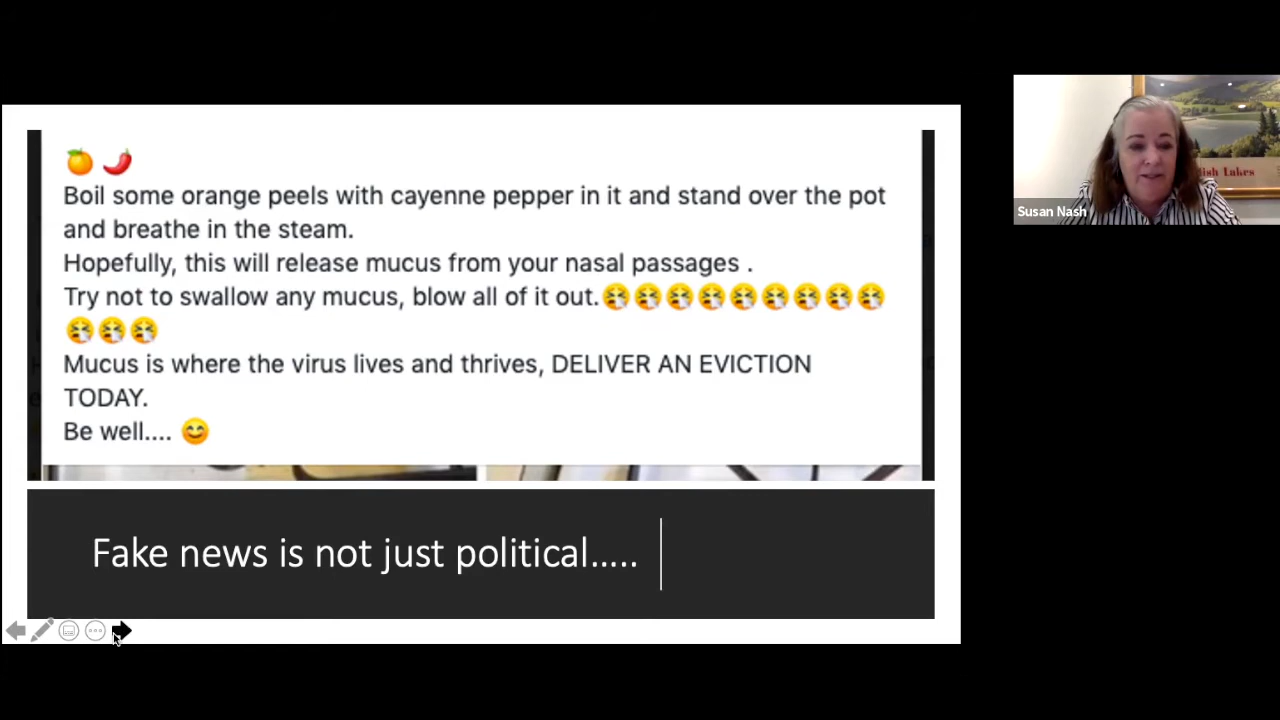 🍊 🌶️
Boil some orange peels with cayenne pepper in it and stand over the pot
and breathe in the steam.
Hopefully, this will release mucus from your nasal passages .
Try not to swallow any mucus, blow all of it out.🤧🤧🤧🤧🤧🤧🤧🤧🤧
🤧🤧🤧
Mucus is where the virus lives and thrives, DELIVER AN EVICTION
TODAY.
Be well.... 😊
Fake news is not just political.....
Lakes
Susan Nash